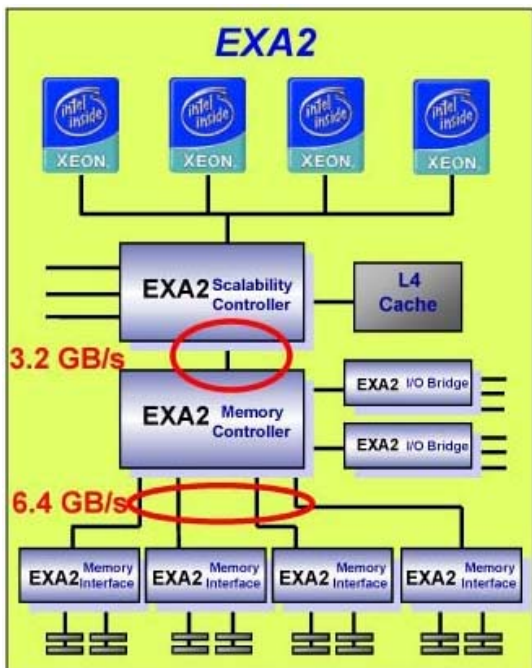 EXA2
intel inside
XEON
intel inside
XEON
intel inside
XEON
intel inside
XEON
EXA2 Scalability Controller
L4 Cache
3.2 GB/s
EXA2 Memory Controller
EXA2 I/O Bridge
EXA2 I/O Bridge
6.4 GB/s
EXA2 Memory Interface
EXA2 Memory Interface
EXA2 Memory Interface
EXA2 Memory Interface